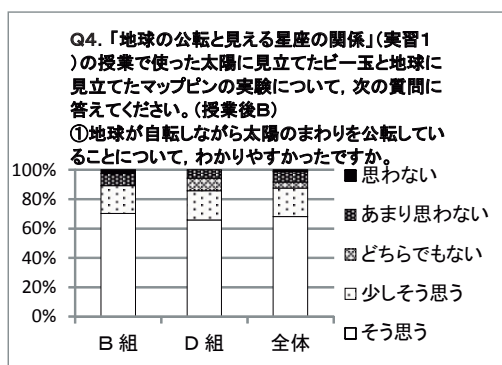 Q4．「地球の公転と見える星座の関係」（実習1
）の授業で使った太陽に見立てたビー玉と地球に
見立てたマップピンの実験について，次の質問に
答えてください。（授業後B）
①地球が自転しながら太陽のまわりを公転してい
ることについて，わかりやすかったですか。
100%
80%
60%
40%
20%
0%
B 組
D 組
全体
思わない
あまり思わない
どちらでもない
少しそう思う
そう思う